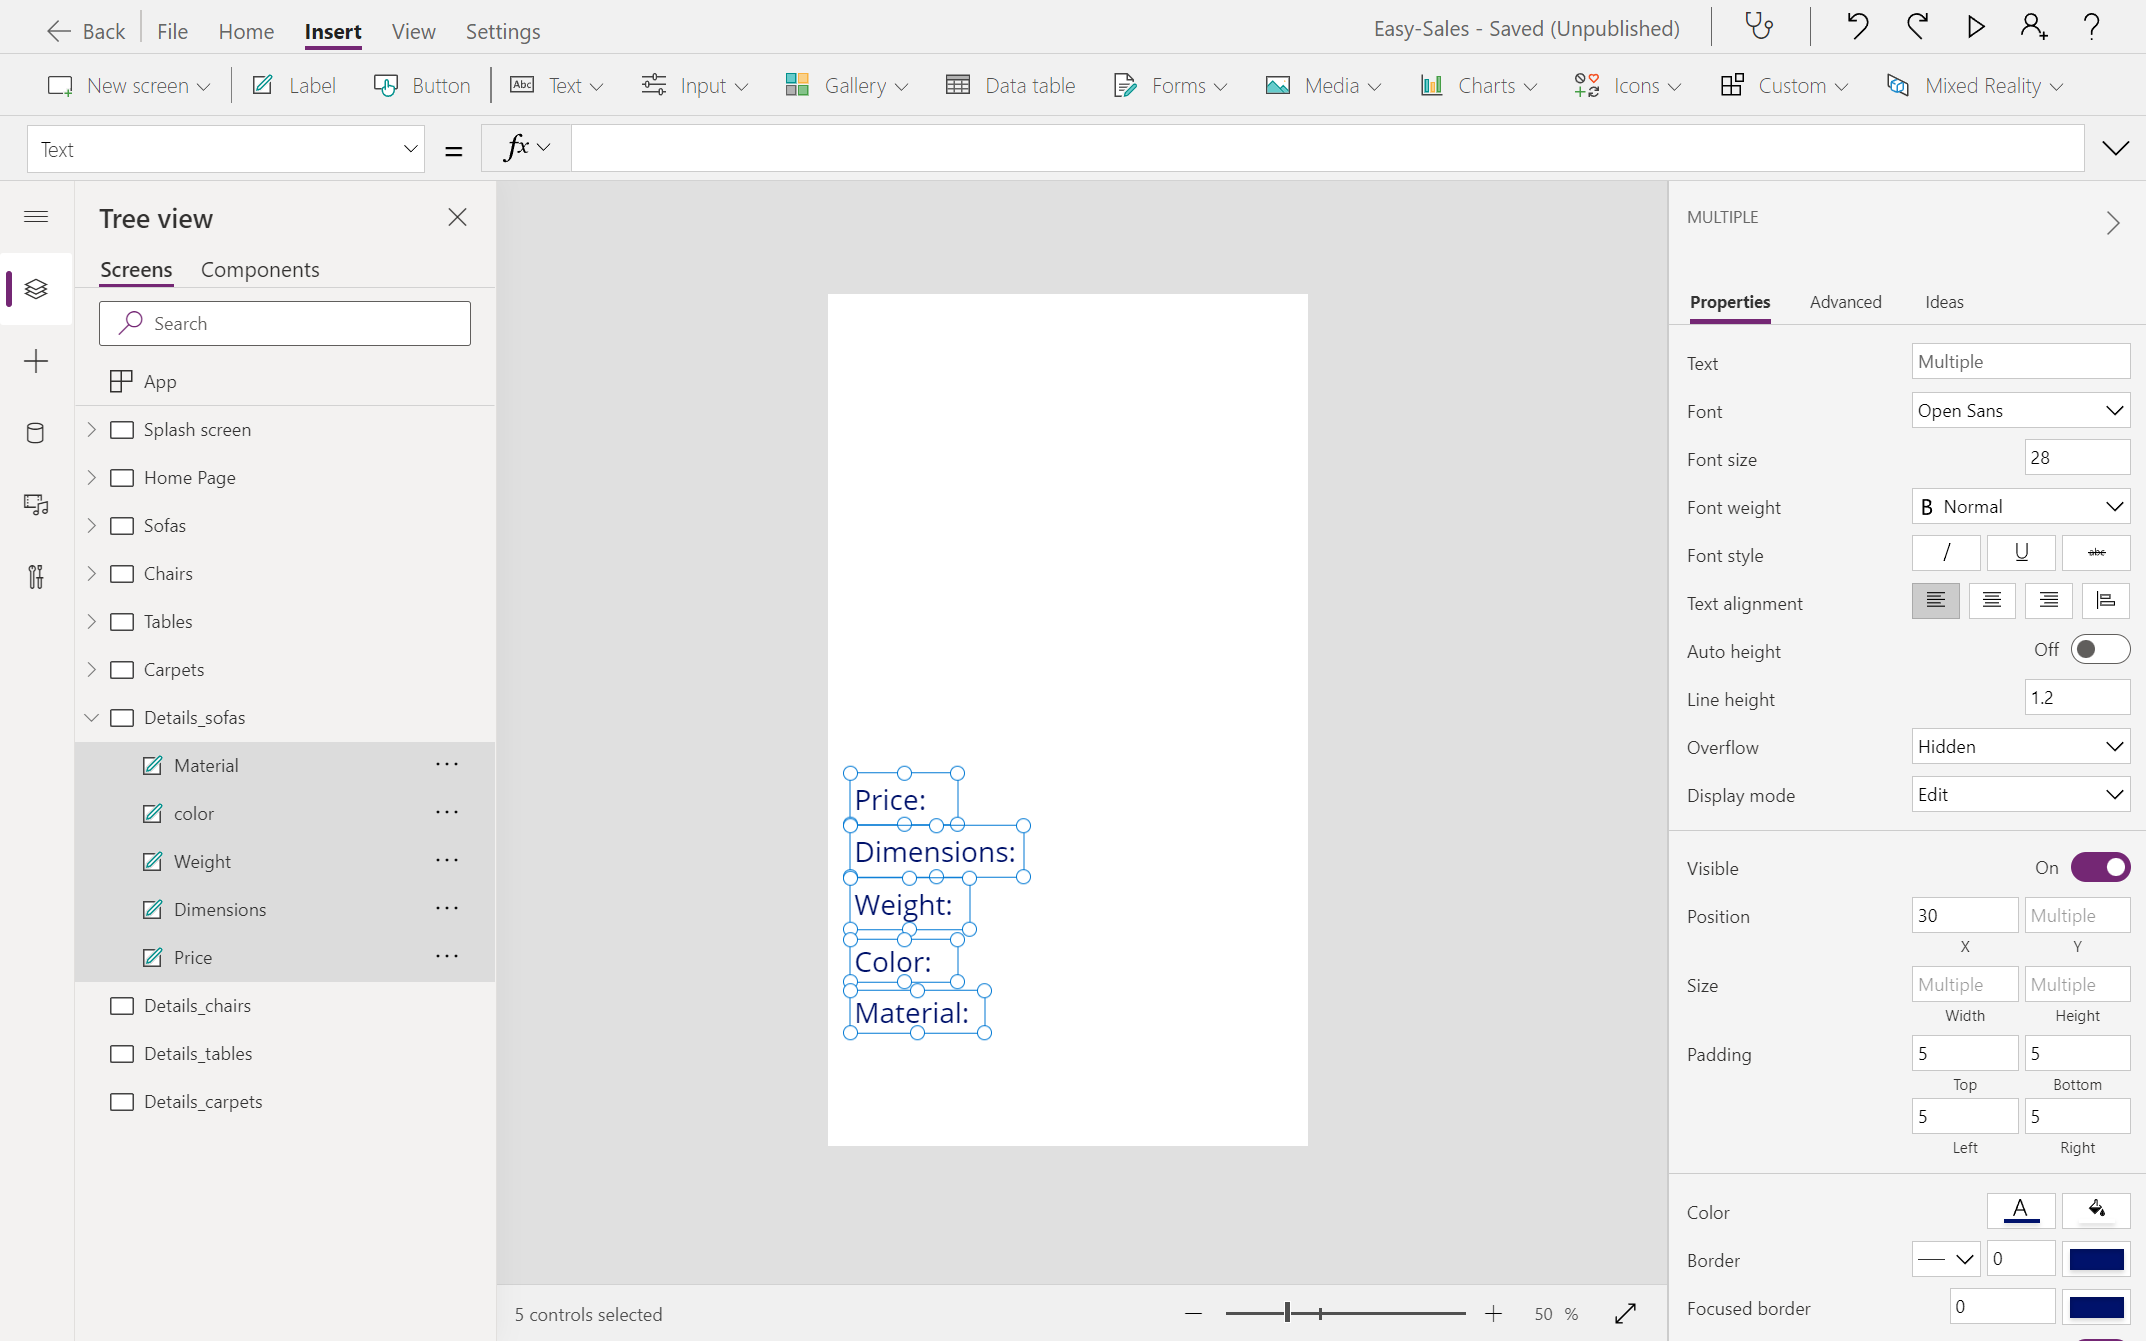 Back File Home Insert View Settings Easy-Sales - Saved (Unpublished)
New screen Label Button Abc Text Input Gallery Data table Forms Media Charts Icons Custom Mixed Reality
Text = fx
Tree view
Screens Components
Search
App
Splash screen
Home Page
Sofas
Chairs
Tables
Carpets
Details_sofas
Material ...
color ...
Weight ...
Dimensions ...
Price ...
Details_chairs
Details_tables
Details_carpets
Price:
Dimensions:
Weight:
Color:
Material:
5 controls selected
50 %
MULTIPLE
Properties Advanced Ideas
Text Multiple
Font Open Sans
Font size 28
Font weight B Normal
Font style / U abc
Text alignment
Auto height Off
Line height 1.2
Overflow Hidden
Display mode Edit
Visible On
Position 30 Multiple
X Y
Size Multiple Multiple
Width Height
Padding 5 5
Top Bottom
5 5
Left Right
Color A
Border 0
Focused border 0